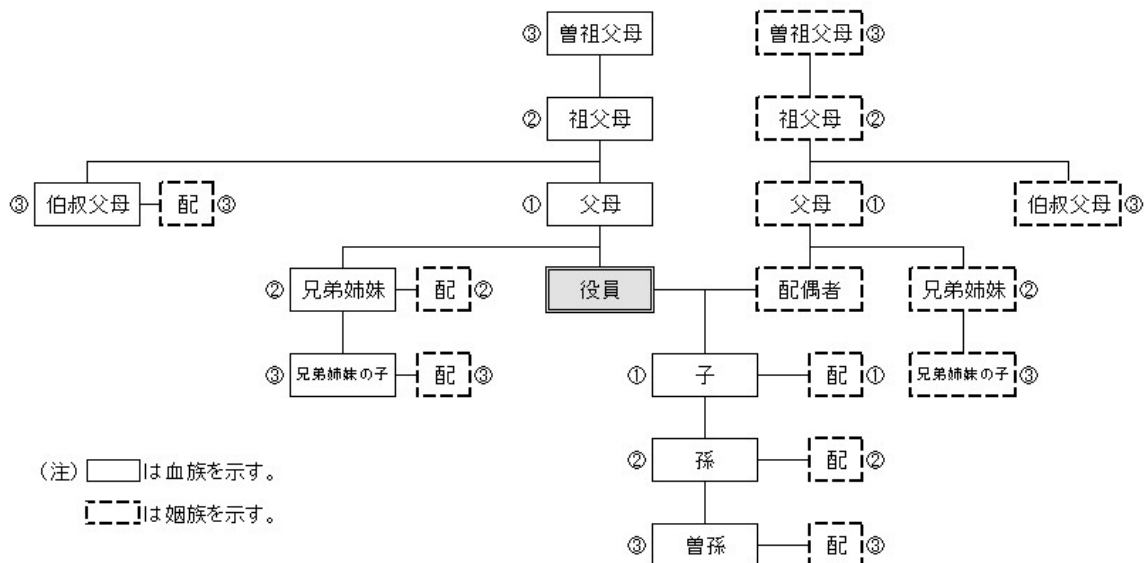 ③ 曽祖父母 曽祖父母 ③
② 祖父母 祖父母 ②
③ 伯叔父母 配 ③ ① 父母 父母 ① 伯叔父母 ③
② 兄弟姉妹 配 ② 役員 配偶者 兄弟姉妹 ②
③ 兄弟姉妹の子 配 ③ ① 子 配 ① 兄弟姉妹の子 ③
② 孫 配 ②
(注) は血族を示す。
は姻族を示す。
③ 曽孫 配 ③